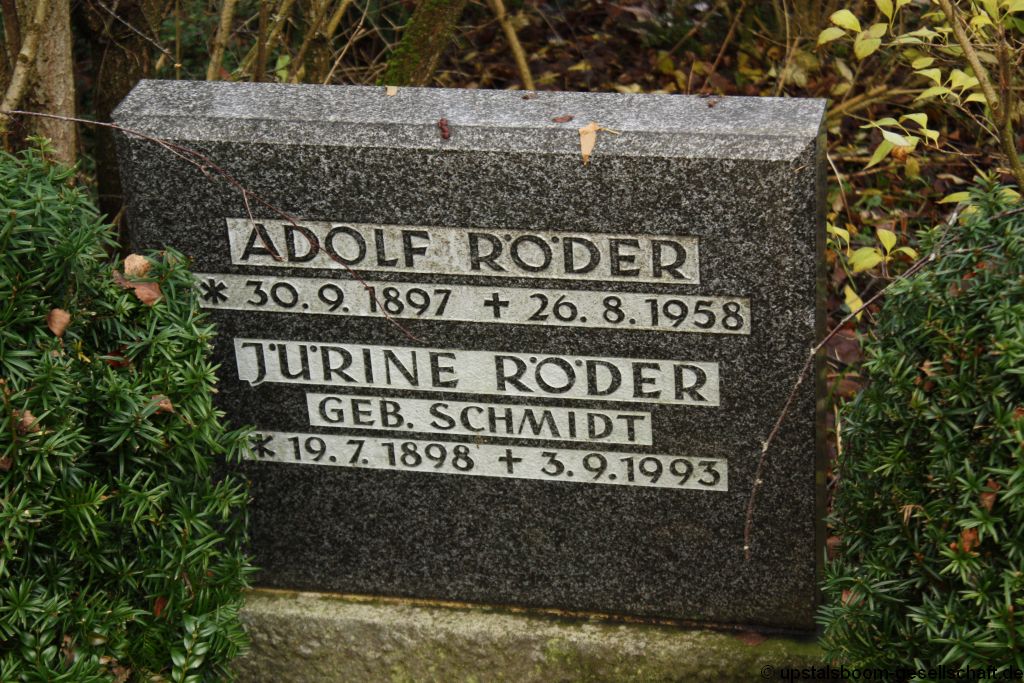 ADOLF RÖDER
* 30. 9. 1897 + 26. 8. 1958
JÜRINE RÖDER
GEB. SCHMIDT
* 19. 7. 1898 + 3. 9. 1993
© upstalsboom-gesellschaft.de